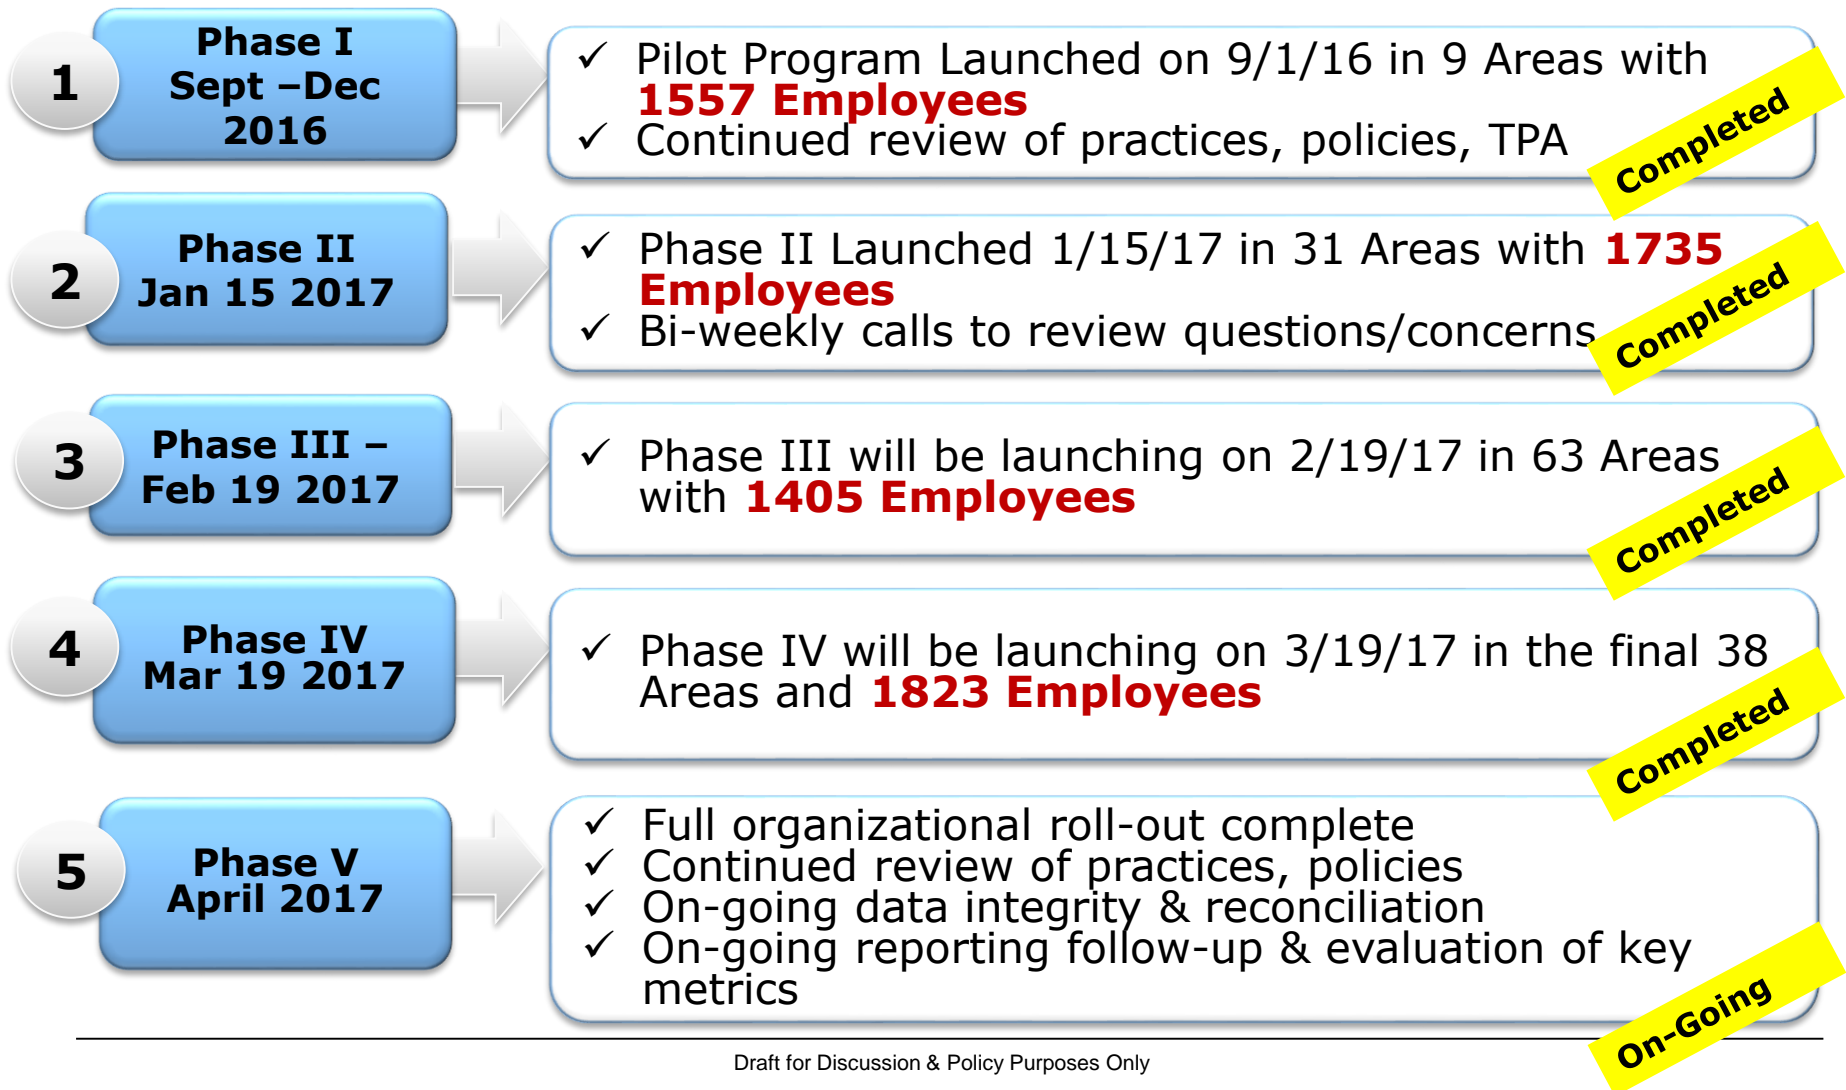 1
Phase I
Sept –Dec
2016
✓ Pilot Program Launched on 9/1/16 in 9 Areas with
1557 Employees
✓ Continued review of practices, policies, TPA
Completed
2
Phase II
Jan 15 2017
✓ Phase II Launched 1/15/17 in 31 Areas with 1735
Employees
✓ Bi-weekly calls to review questions/concerns
Completed
3
Phase III –
Feb 19 2017
✓ Phase III will be launching on 2/19/17 in 63 Areas
with 1405 Employees
Completed
4
Phase IV
Mar 19 2017
✓ Phase IV will be launching on 3/19/17 in the final 38
Areas and 1823 Employees
Completed
5
Phase V
April 2017
✓ Full organizational roll-out complete
✓ Continued review of practices, policies
✓ On-going data integrity & reconciliation
✓ On-going reporting follow-up & evaluation of key
metrics
On-Going
Draft for Discussion & Policy Purposes Only